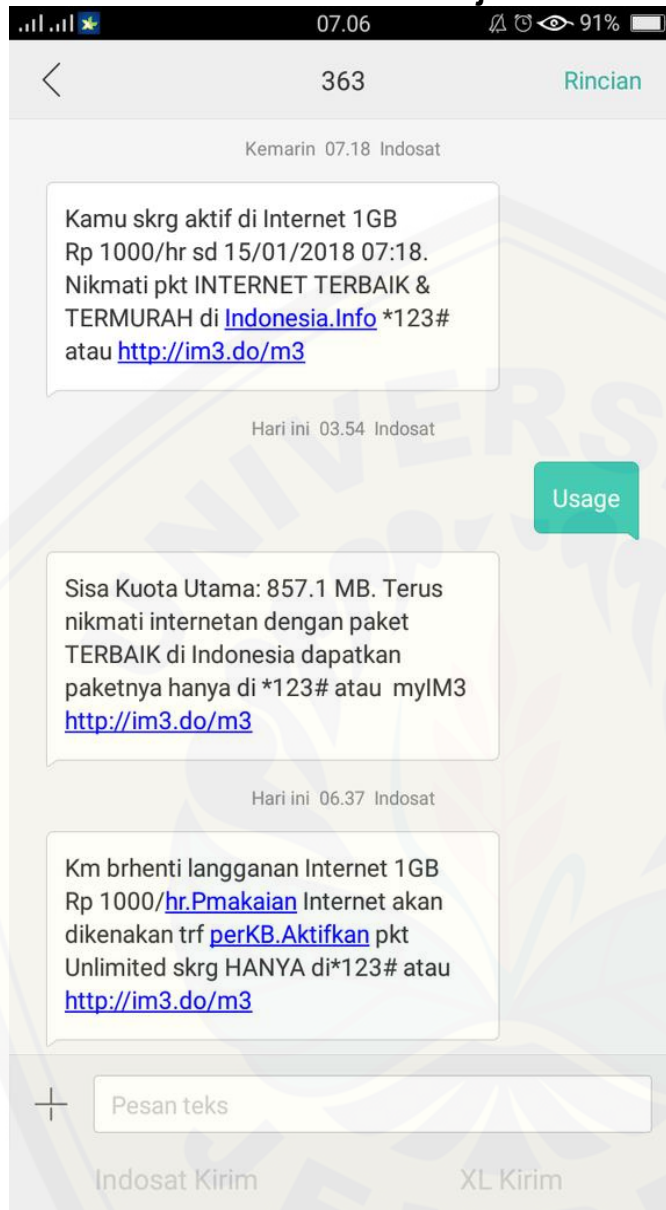 07.06
91%
363
Rincian
Kemarin 07.18 Indosat
Kamu skrg aktif di Internet 1GB
Rp 1000/hr sd 15/01/2018 07:18.
Nikmati pkt INTERNET TERBAIK &
TERMURAH di Indonesia.Info *123#
atau http://im3.do/m3
Hari ini 03.54 Indosat
Usage
Sisa Kuota Utama: 857.1 MB. Terus
nikmati internetan dengan paket
TERBAIK di Indonesia dapatkan
paketnya hanya di *123# atau myIM3
http://im3.do/m3
Hari ini 06.37 Indosat
Km brhenti langganan Internet 1GB
Rp 1000/hr.Pmakaian Internet akan
dikenakan trf perKB.Aktifkan pkt
Unlimited skrg HANYA di*123# atau
http://im3.do/m3
Pesan teks
Indosat Kirim
XL Kirim